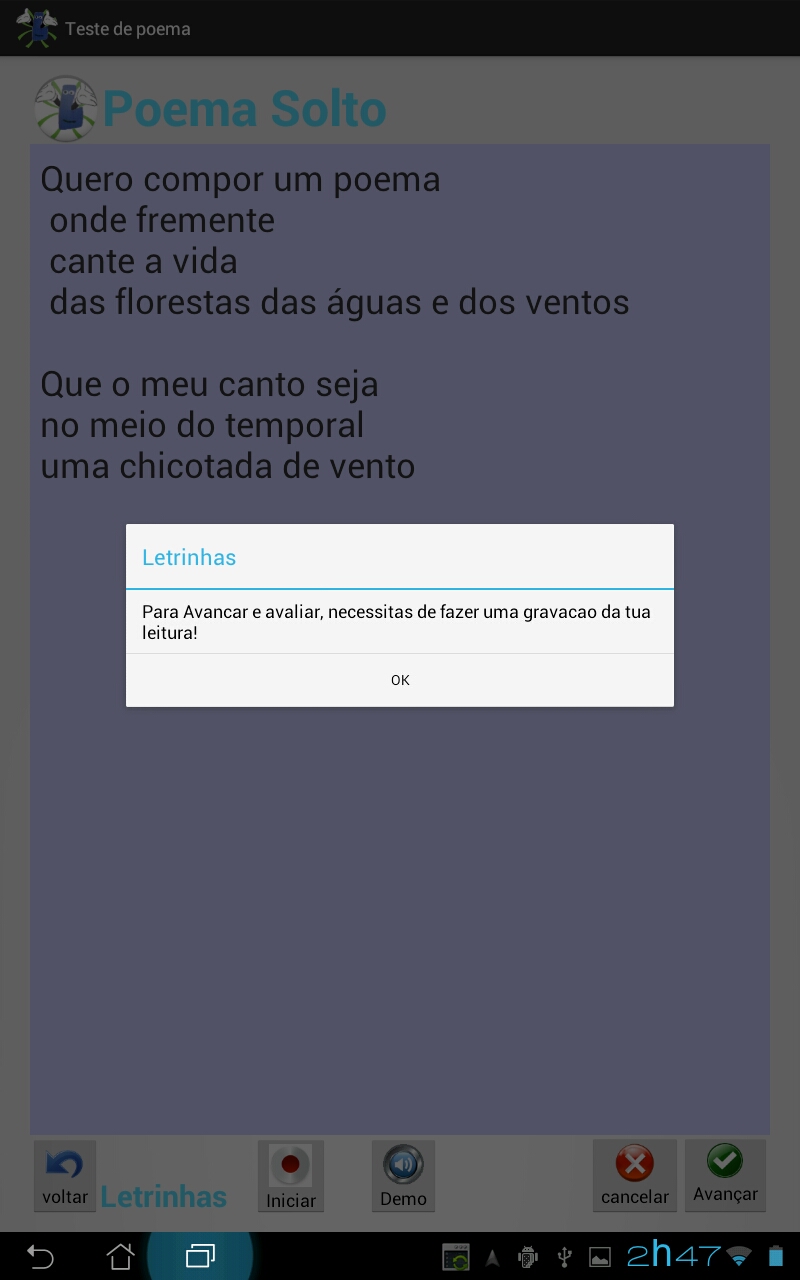 Teste de poema
Poema Solto
Quero compor um poema
onde fremente
cante a vida
das florestas das águas e dos ventos
Que o meu canto seja
no meio do temporal
uma chicotada de vento
Letrinhas
Para Avancar e avaliar, necessitas de fazer uma gravacao da tua
leitura!
OK
voltar
Letrinhas
Iniciar
Demo
cancelar
Avançar
2h47